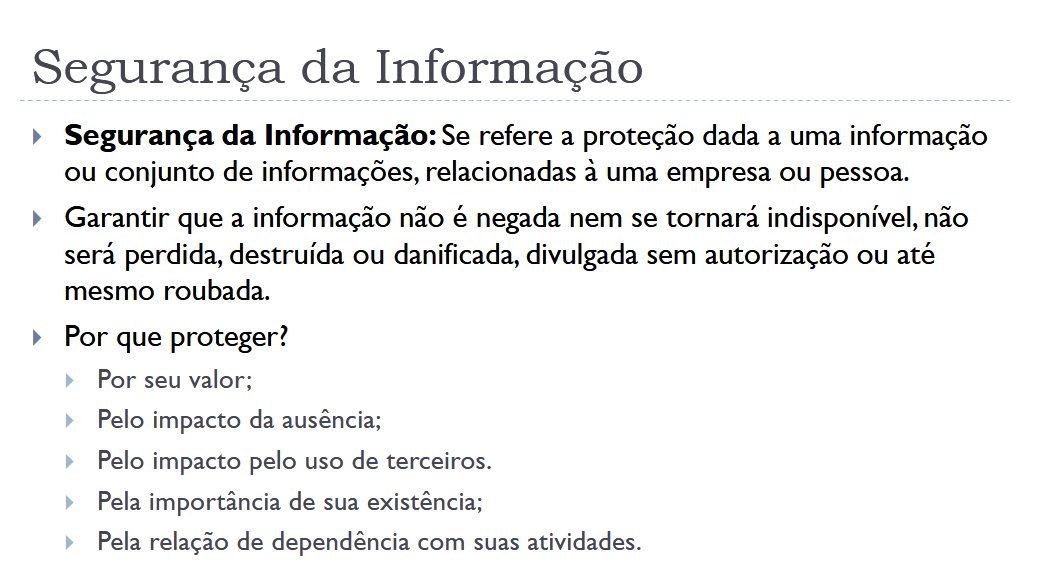 Segurança da Informação
Segurança da Informação: Se refere a proteção dada a uma informação
ou conjunto de informações, relacionadas à uma empresa ou pessoa.
Garantir que a informação não é negada nem se tornará indisponível, não
será perdida, destruída ou danificada, divulgada sem autorização ou até
mesmo roubada.
Por que proteger?
Por seu valor;
Pelo impacto da ausência;
Pelo impacto pelo uso de terceiros.
Pela importância de sua existência;
Pela relação de dependência com suas atividades.